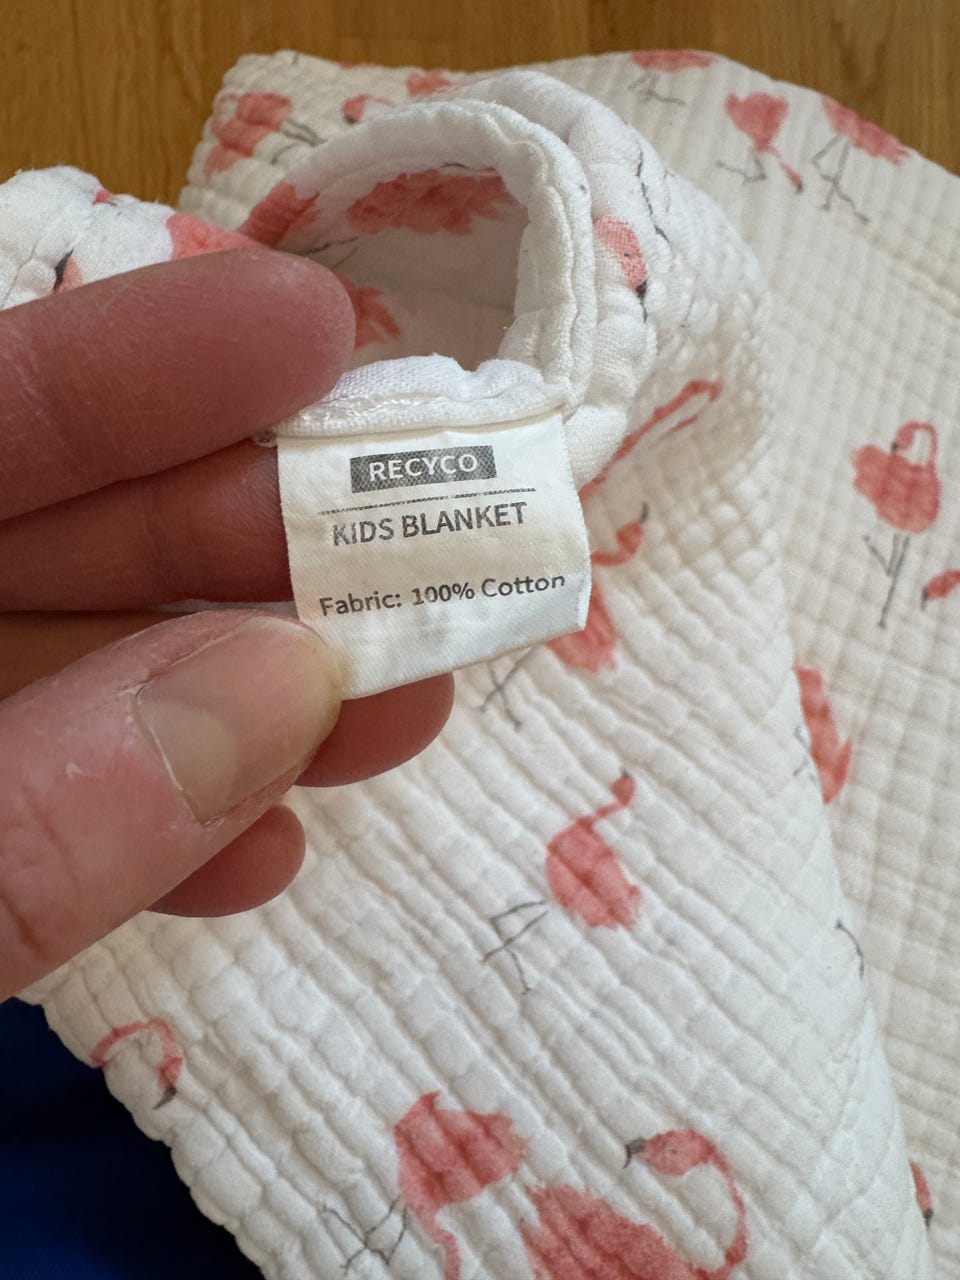 RECYCO
KIDS BLANKET
Fabric: 100% Cotton